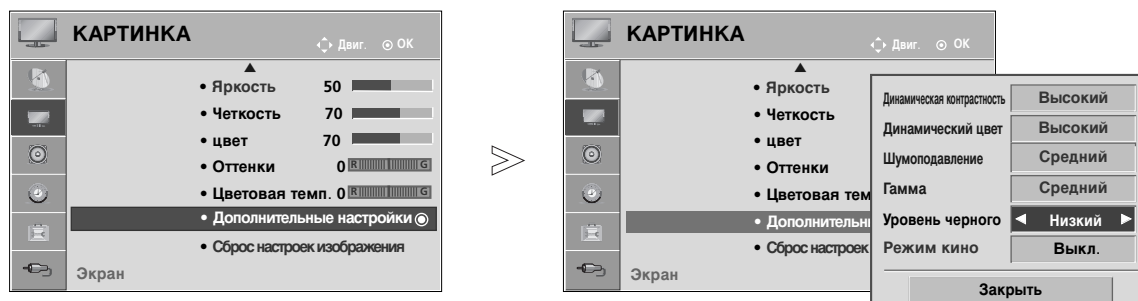 КАРТИНКА
Двиг. OK
• Яркость 50
• Четкость 70
• цвет 70
• Оттенки 0 R G
• Цветовая темп. 0 R G
• Дополнительные настройки
• Сброс настроек изображения
Экран
КАРТИНКА
Двиг. OK
• Яркость
• Четкость
• цвет
• Оттенки
• Цветовая тем
• Дополнительн
• Сброс настроек
Экран
Динамическая контрастность Высокий
Динамический цвет Высокий
Шумоподавление Средний
Гамма Средний
Уровень черного Низкий
Режим кино Выкл.
Закрыть